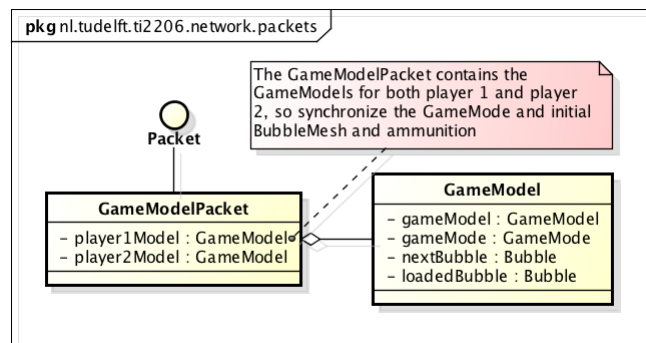 pkg nl.tudelft.ti2206.network.packets
The GameModelPacket contains the
GameModels for both player 1 and player
2, so synchronize the GameMode and initial
BubbleMesh and ammunition
Packet
GameModelPacket
- player1Model : GameModel
- player2Model : GameModel
GameModel
- gameModel : GameModel
- gameMode : GameMode
- nextBubble : Bubble
- loadedBubble : Bubble